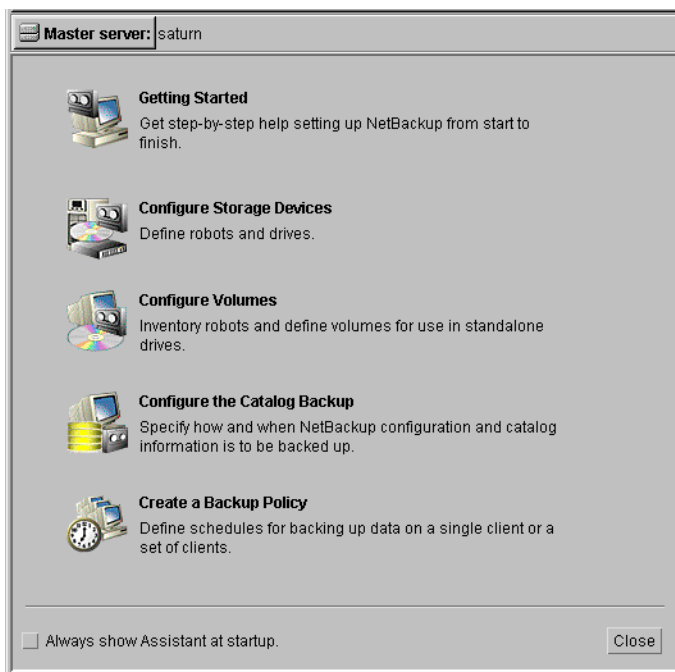 Master server: saturn
Getting Started
Get step-by-step help setting up NetBackup from start to
finish.
Configure Storage Devices
Define robots and drives.
Configure Volumes
Inventory robots and define volumes for use in standalone
drives.
Configure the Catalog Backup
Specify how and when NetBackup configuration and catalog
information is to be backed up.
Create a Backup Policy
Define schedules for backing up data on a single client or a
set of clients.
Always show Assistant at startup.
Close